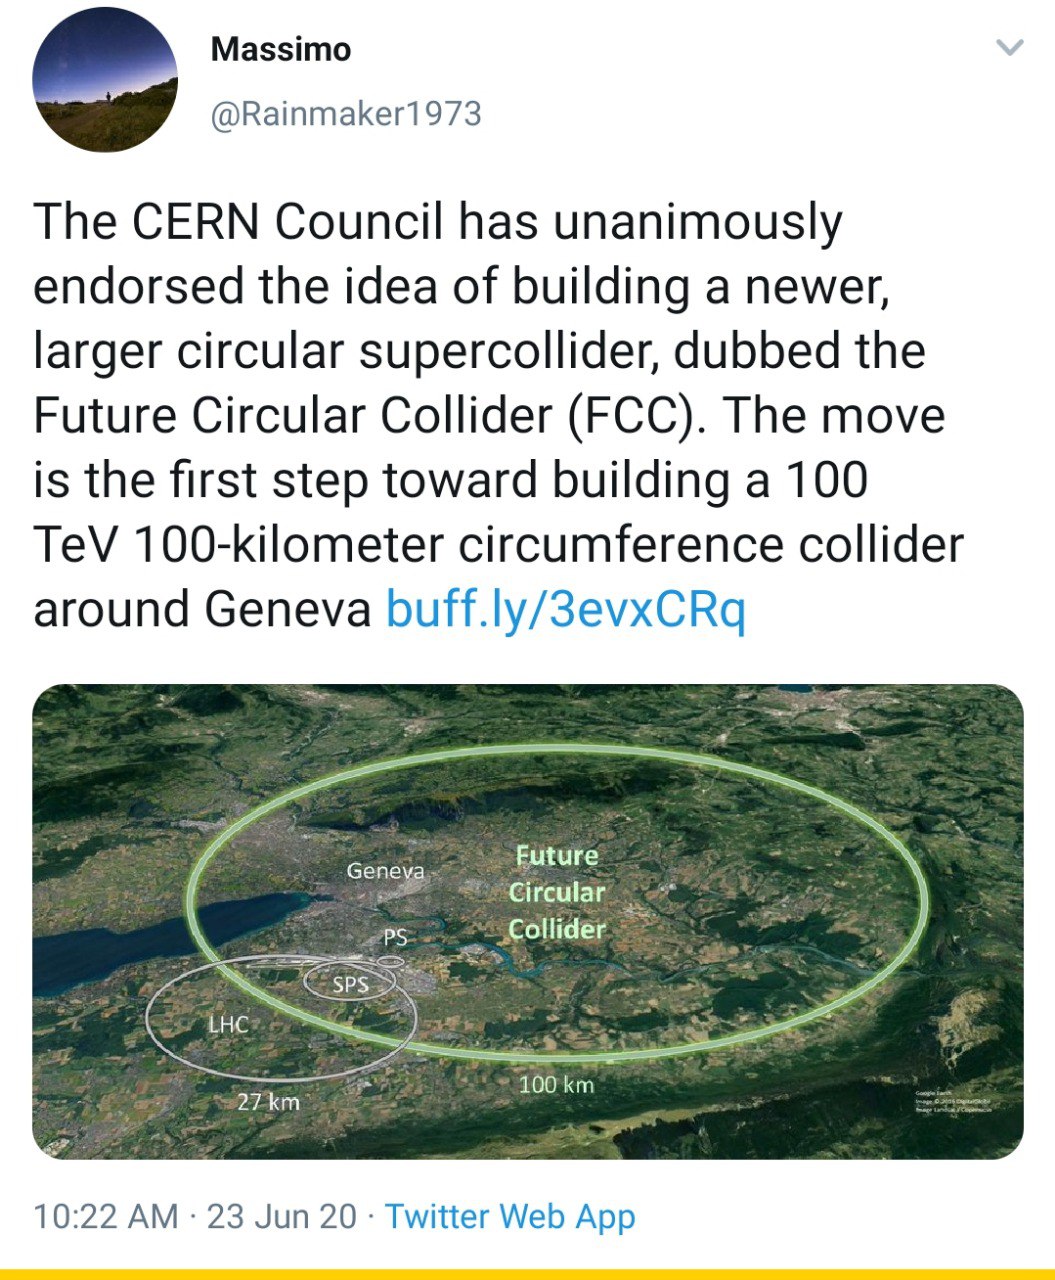 Massimo
@Rainmaker1973
The CERN Council has unanimously
endorsed the idea of building a newer,
larger circular supercollider, dubbed the
Future Circular Collider (FCC). The move
is the first step toward building a 100
TeV 100-kilometer circumference collider
around Geneva buff.ly/3evxCRq
Geneva
Future
Circular
Collider
PS
SPS
LHC
100 km
27 km
Google Earth
10:22 AM · 23 Jun 20 · Twitter Web App